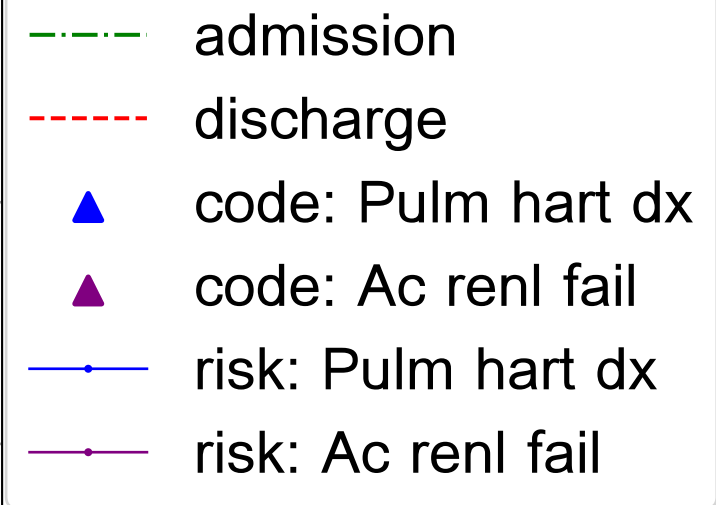 admission
discharge
code: Pulm hart dx
code: Ac renl fail
risk: Pulm hart dx
risk: Ac renl fail